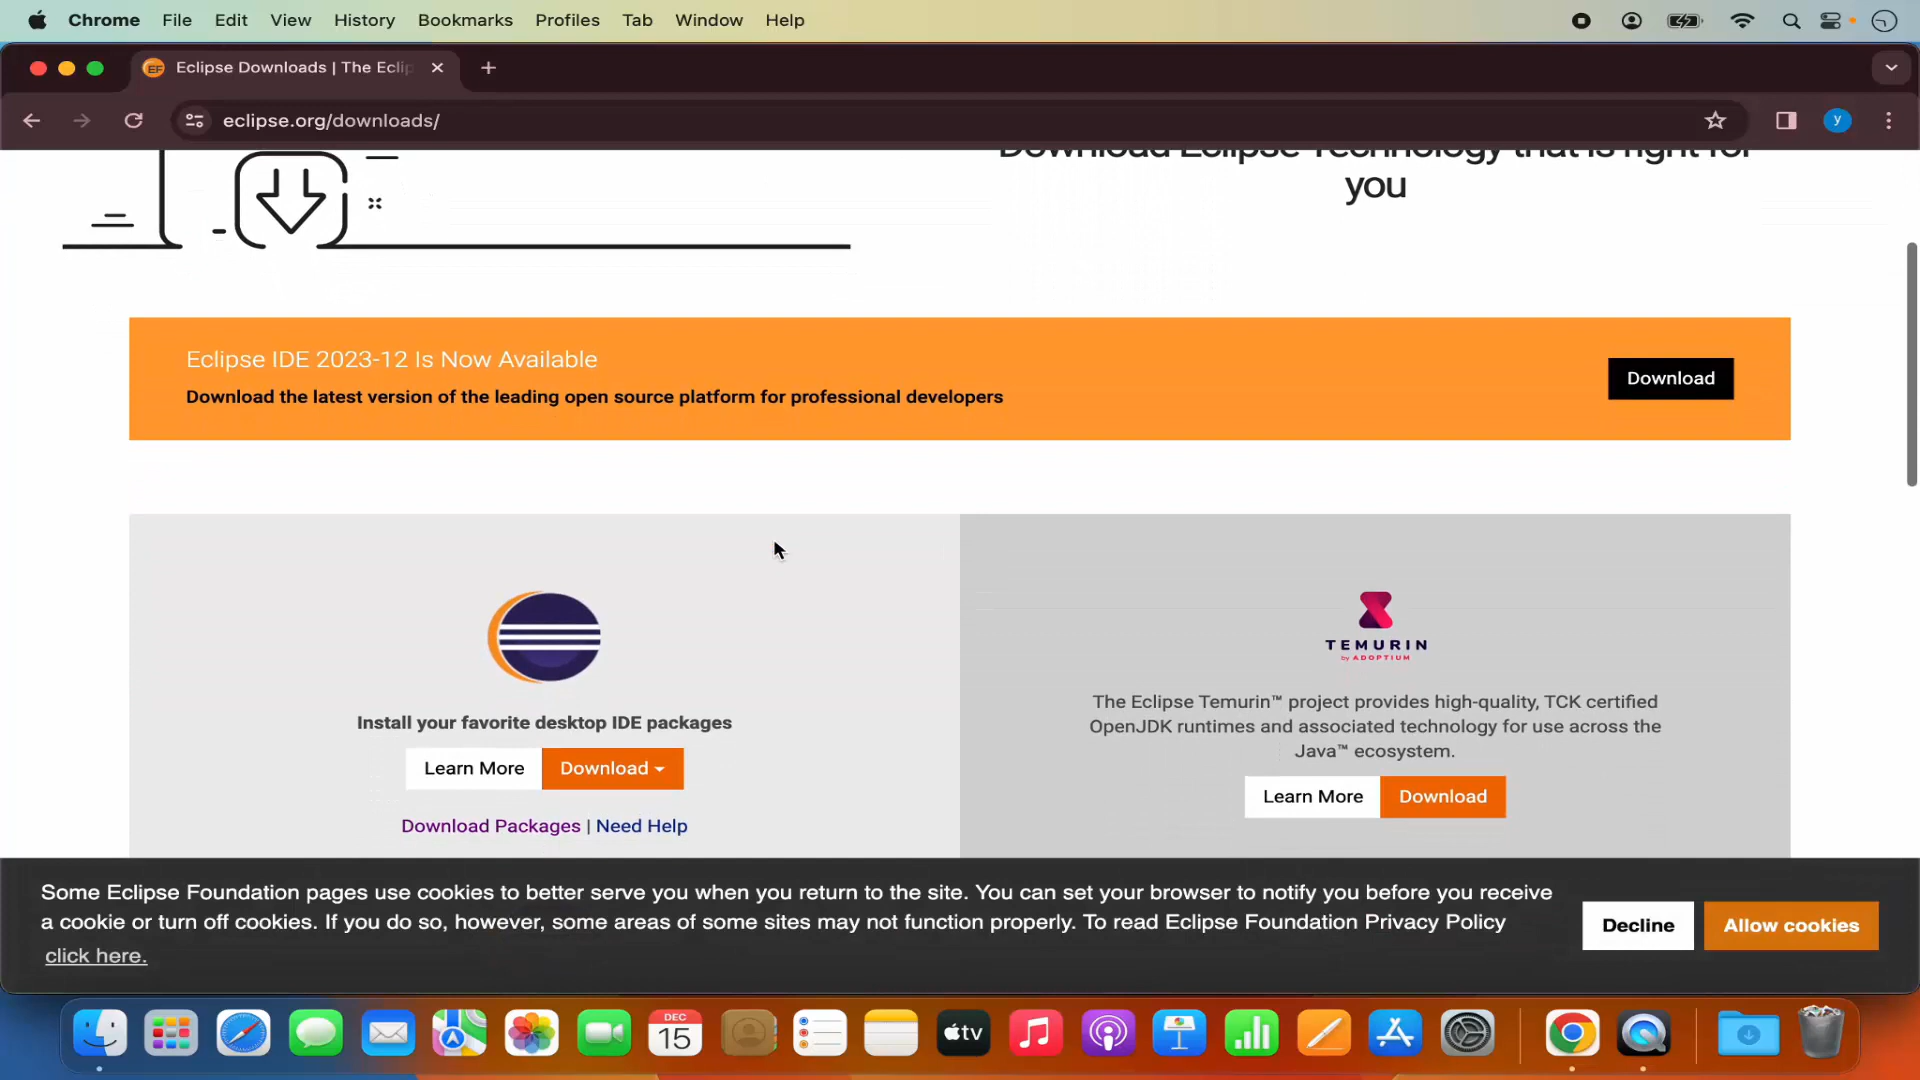 Chrome File Edit View History Bookmarks Profiles Tab Window Help
Eclipse Downloads | The Eclip
eclipse.org/downloads/
y
Download Eclipse Technology that is right for
you
Eclipse IDE 2023-12 Is Now Available
Download the latest version of the leading open source platform for professional developers
Download
Install your favorite desktop IDE packages
Learn More Download
Download Packages | Need Help
TEMURIN
by ADOPTIUM
The Eclipse Temurin™ project provides high-quality, TCK certified
OpenJDK runtimes and associated technology for use across the
Java™ ecosystem.
Learn More Download
Some Eclipse Foundation pages use cookies to better serve you when you return to the site. You can set your browser to notify you before you receive
a cookie or turn off cookies. If you do so, however, some areas of some sites may not function properly. To read Eclipse Foundation Privacy Policy
click here.
Decline Allow cookies
DEC
15
tv